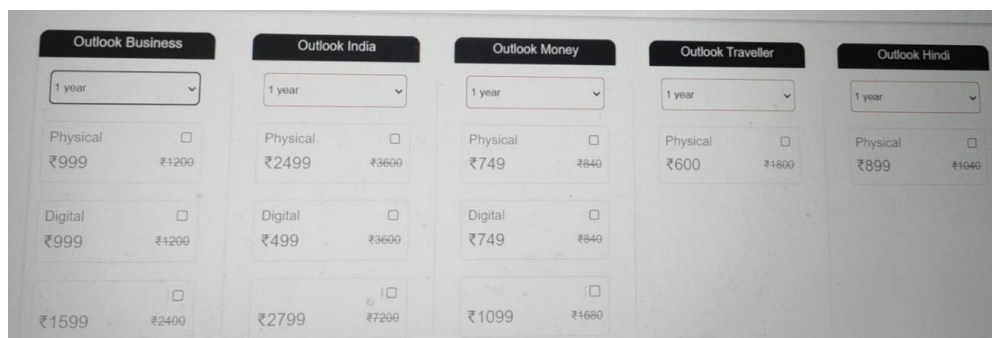 Outlook Business
1 year
Physical
₹999 ₹1200
Digital
₹999 ₹1200
₹1599 ₹2400
Outlook India
1 year
Physical
₹2499 ₹3600
Digital
₹499 ₹3600
₹2799 ₹7200
Outlook Money
1 year
Physical
₹749 ₹840
Digital
₹749 ₹840
₹1099 ₹1680
Outlook Traveller
1 year
Physical
₹600 ₹1800
Outlook Hindi
1 year
Physical
₹899 ₹1040